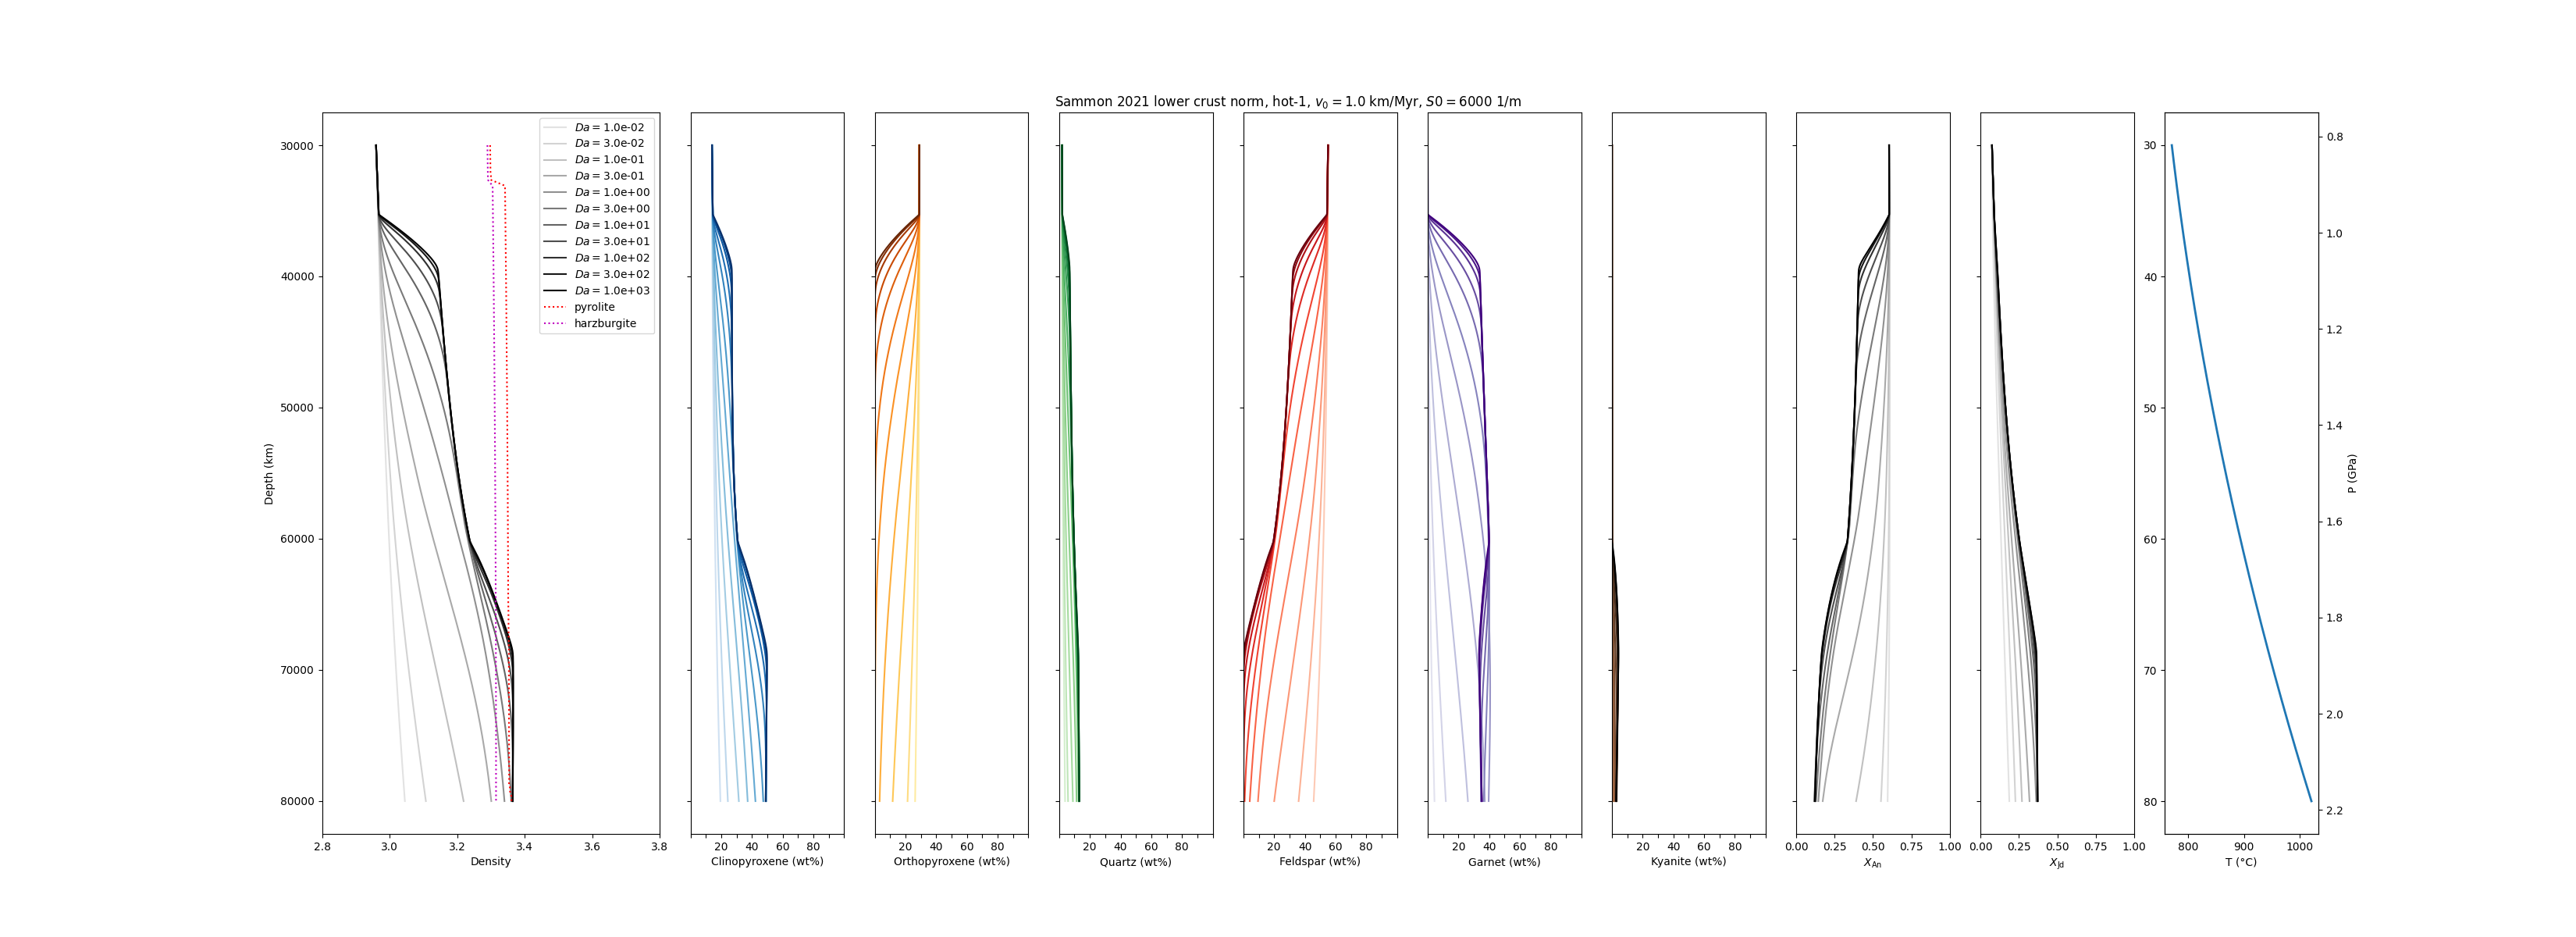 Sammon 2021 lower crust norm, hot-1, v₀ = 1.0 km/Myr, S0 = 6000 1/m
Da = 1.0e-02
Da = 3.0e-02
Da = 1.0e-01
Da = 3.0e-01
Da = 1.0e+00
Da = 3.0e+00
Da = 1.0e+01
Da = 3.0e+01
Da = 1.0e+02
Da = 3.0e+02
Da = 1.0e+03
pyrolite
harzburgite
30000
40000
50000
60000
70000
80000
Depth (km)
2.8 3.0 3.2 3.4 3.6 3.8
Density
20 40 60 80
Clinopyroxene (wt%)
20 40 60 80
Orthopyroxene (wt%)
20 40 60 80
Quartz (wt%)
20 40 60 80
Feldspar (wt%)
20 40 60 80
Garnet (wt%)
20 40 60 80
Kyanite (wt%)
0.00 0.25 0.50 0.75 1.00
X_An
0.00 0.25 0.50 0.75 1.00
X_Jd
30
40
50
60
70
80
800 900 1000
T (°C)
0.8
1.0
1.2
1.4
1.6
1.8
2.0
2.2
P (GPa)